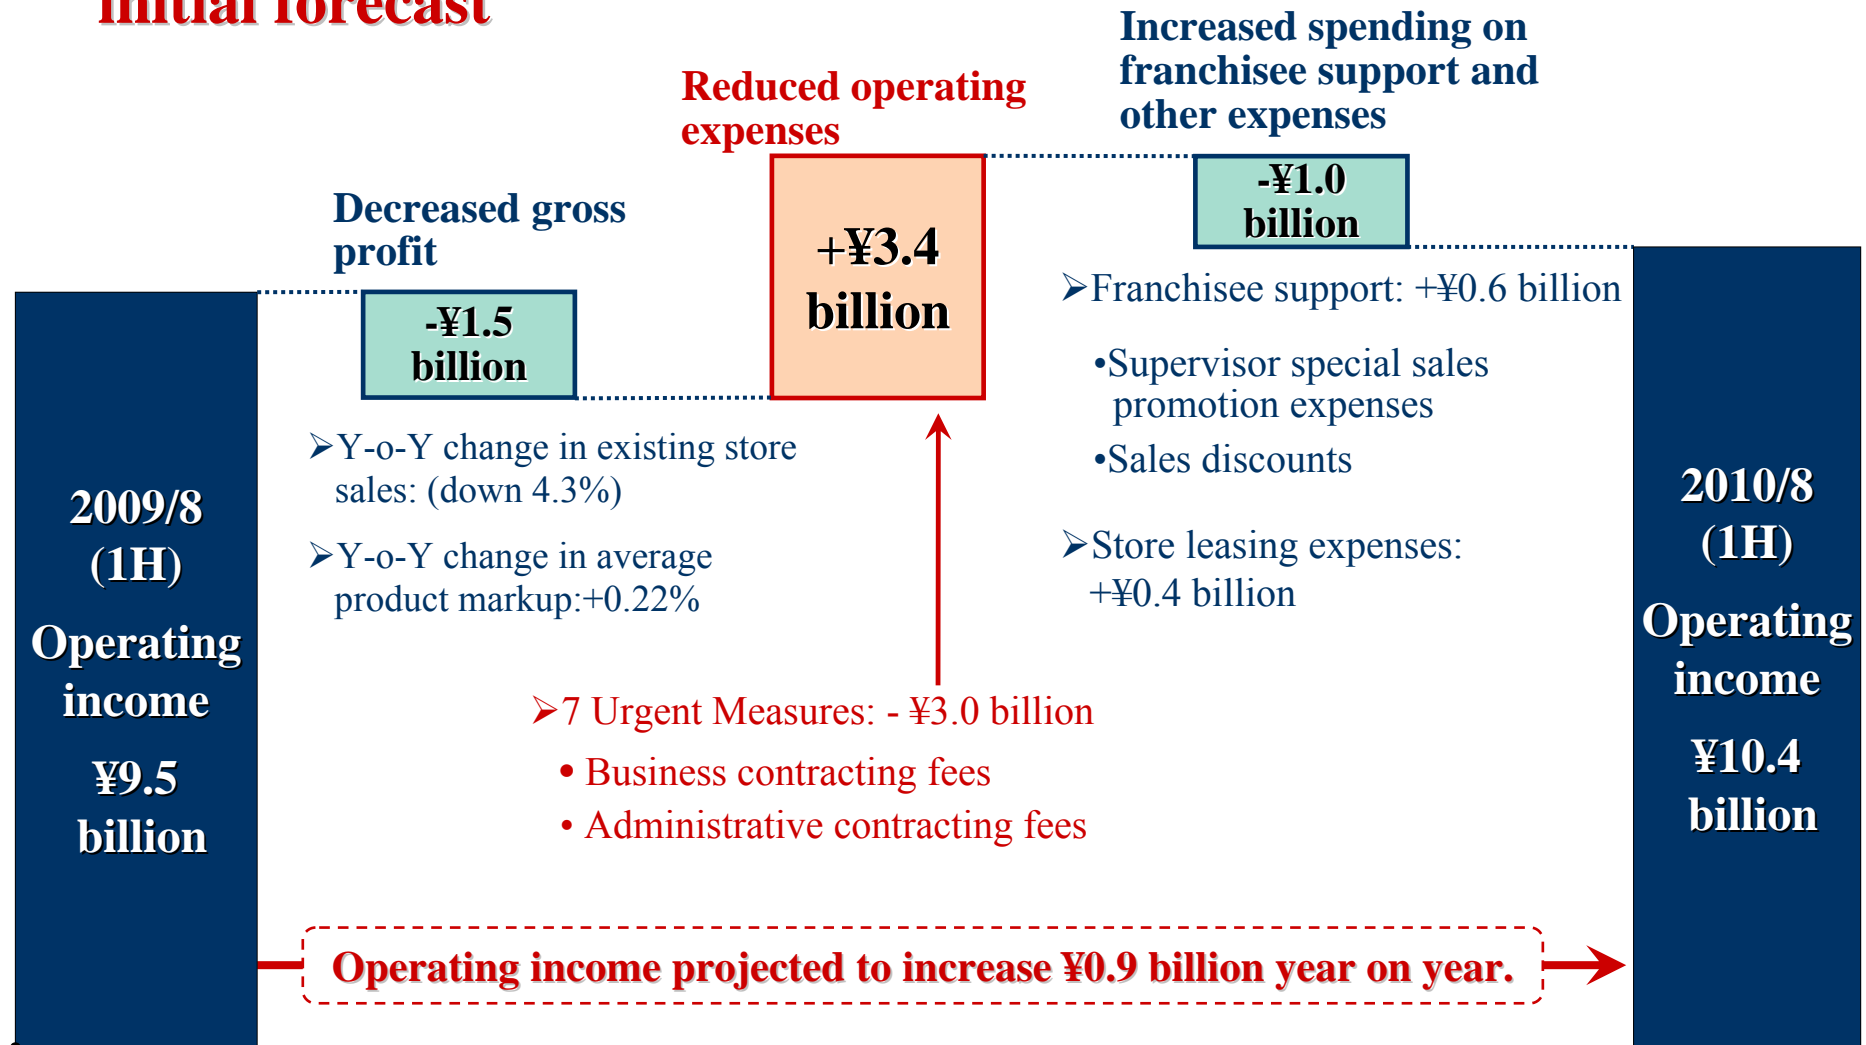 initial forecast
Increased spending on
franchisee support and
other expenses
Reduced operating
expenses
Decreased gross
profit
-¥1.5
billion
+¥3.4
billion
-¥1.0
billion
➢Y-o-Y change in existing store
sales: (down 4.3%)
➢Y-o-Y change in average
product markup:+0.22%
➢Franchisee support: +¥0.6 billion
•Supervisor special sales
promotion expenses
•Sales discounts
➢Store leasing expenses:
+¥0.4 billion
➢7 Urgent Measures: - ¥3.0 billion
• Business contracting fees
• Administrative contracting fees
2009/8
(1H)
Operating
income
¥9.5
billion
2010/8
(1H)
Operating
income
¥10.4
billion
Operating income projected to increase ¥0.9 billion year on year.